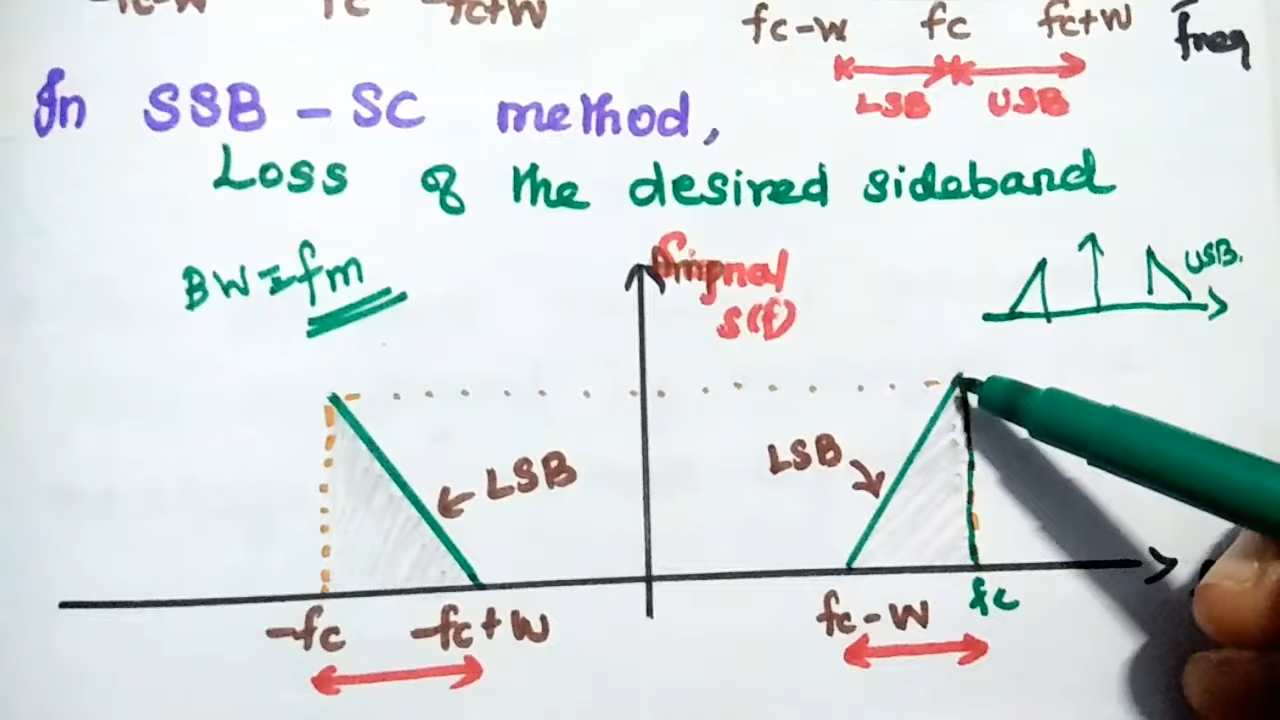 fc-w fc fc+w freq
LSB USB
In SSB - SC method,
Loss of the desired sideband
BW = fm
Signal
S(f)
USB.
LSB
LSB
-fc -fc+w fc-w fc